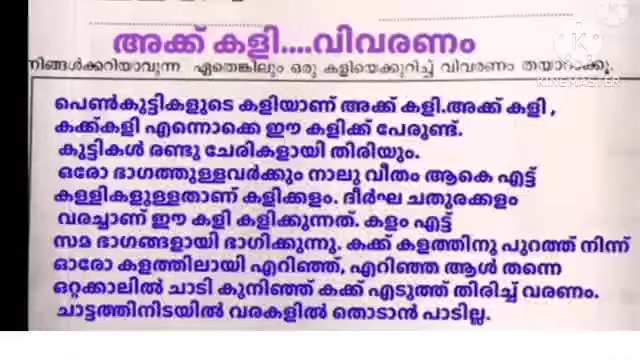 അക്ക് കളി....വിവരണം
നിങ്ങൾക്കറിയാവുന്ന ഏതെങ്കിലും ഒരു കളിയെക്കുറിച്ച് വിവരണം തയാറാക്കൂ.
KINEMASTER
പെൺകുട്ടികളുടെ കളിയാണ് അക്ക് കളി.അക്ക് കളി ,
കക്ക്കളി എന്നൊക്കെ ഈ കളിക്ക് പേരുണ്ട്.
കുട്ടികൾ രണ്ടു ചേരികളായി തിരിയും.
ഒരോ ഭാഗത്തുള്ളവർക്കും നാലു വീതം ആകെ എട്ട്
കള്ളികളുള്ളതാണ് കളിക്കളം. ദീർഘ ചതുരക്കളം
വരച്ചാണ് ഈ കളി കളിക്കുന്നത്. കളം എട്ട്
സമ ഭാഗങ്ങളായി ഭാഗിക്കുന്നു. കക്ക് കളത്തിനു പുറത്ത് നിന്ന്
ഓരോ കളത്തിലായി എറിഞ്ഞ്, എറിഞ്ഞ ആൾ തന്നെ
ഒറ്റക്കാലിൽ ചാടി കുനിഞ്ഞ് കക്ക് എടുത്ത് തിരിച്ച് വരണം.
ചാട്ടത്തിനിടയിൽ വരകളിൽ തൊടാൻ പാടില്ല.